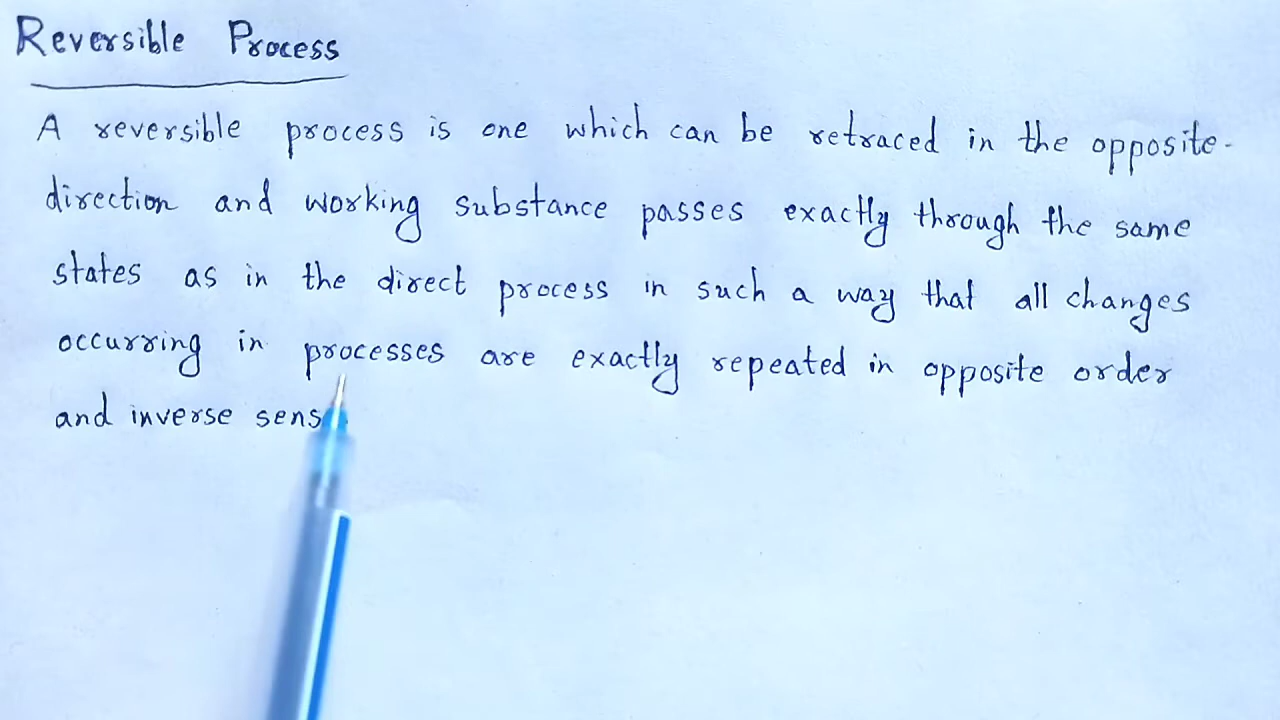 Reversible Process
A reversible process is one which can be retraced in the opposite-
direction and working substance passes exactly through the same
states as in the direct process in such a way that all changes
occurring in processes are exactly repeated in opposite order
and inverse sens